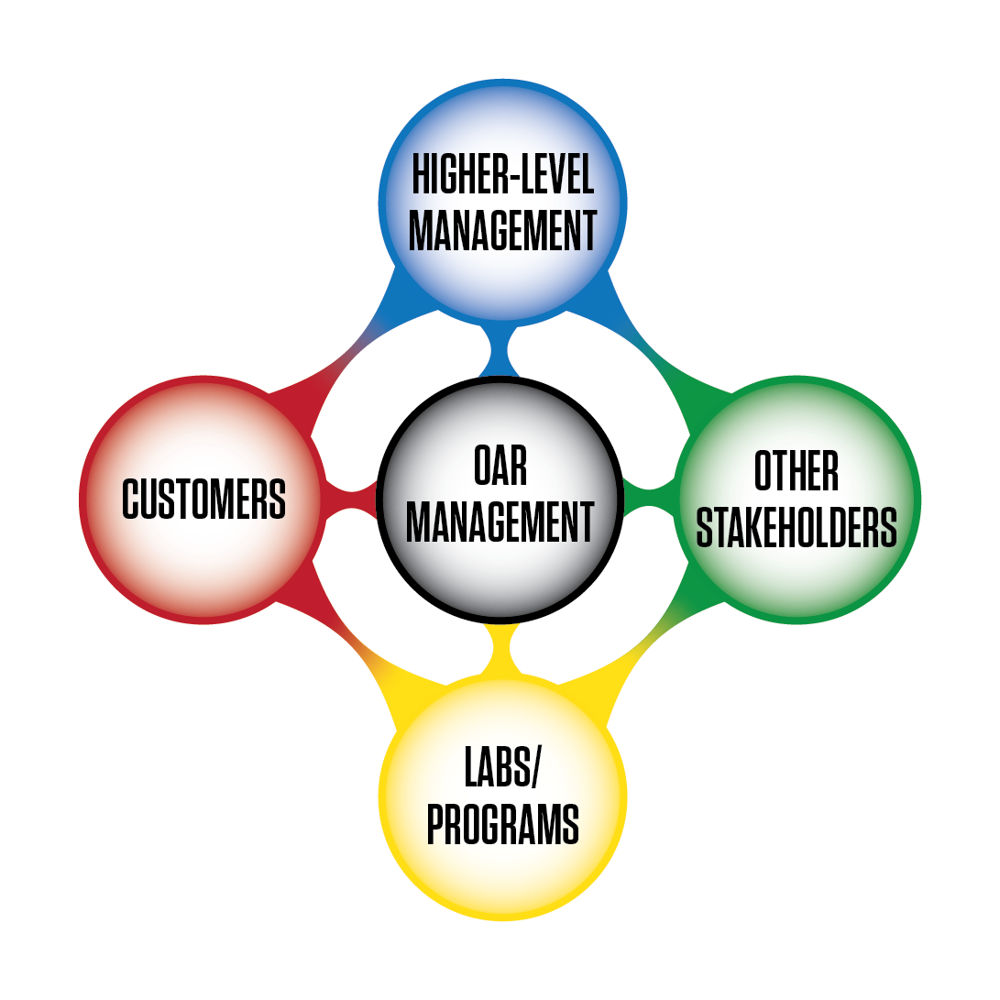 HIGHER-LEVEL
MANAGEMENT
CUSTOMERS
OAR
MANAGEMENT
OTHER
STAKEHOLDERS
LABS/
PROGRAMS